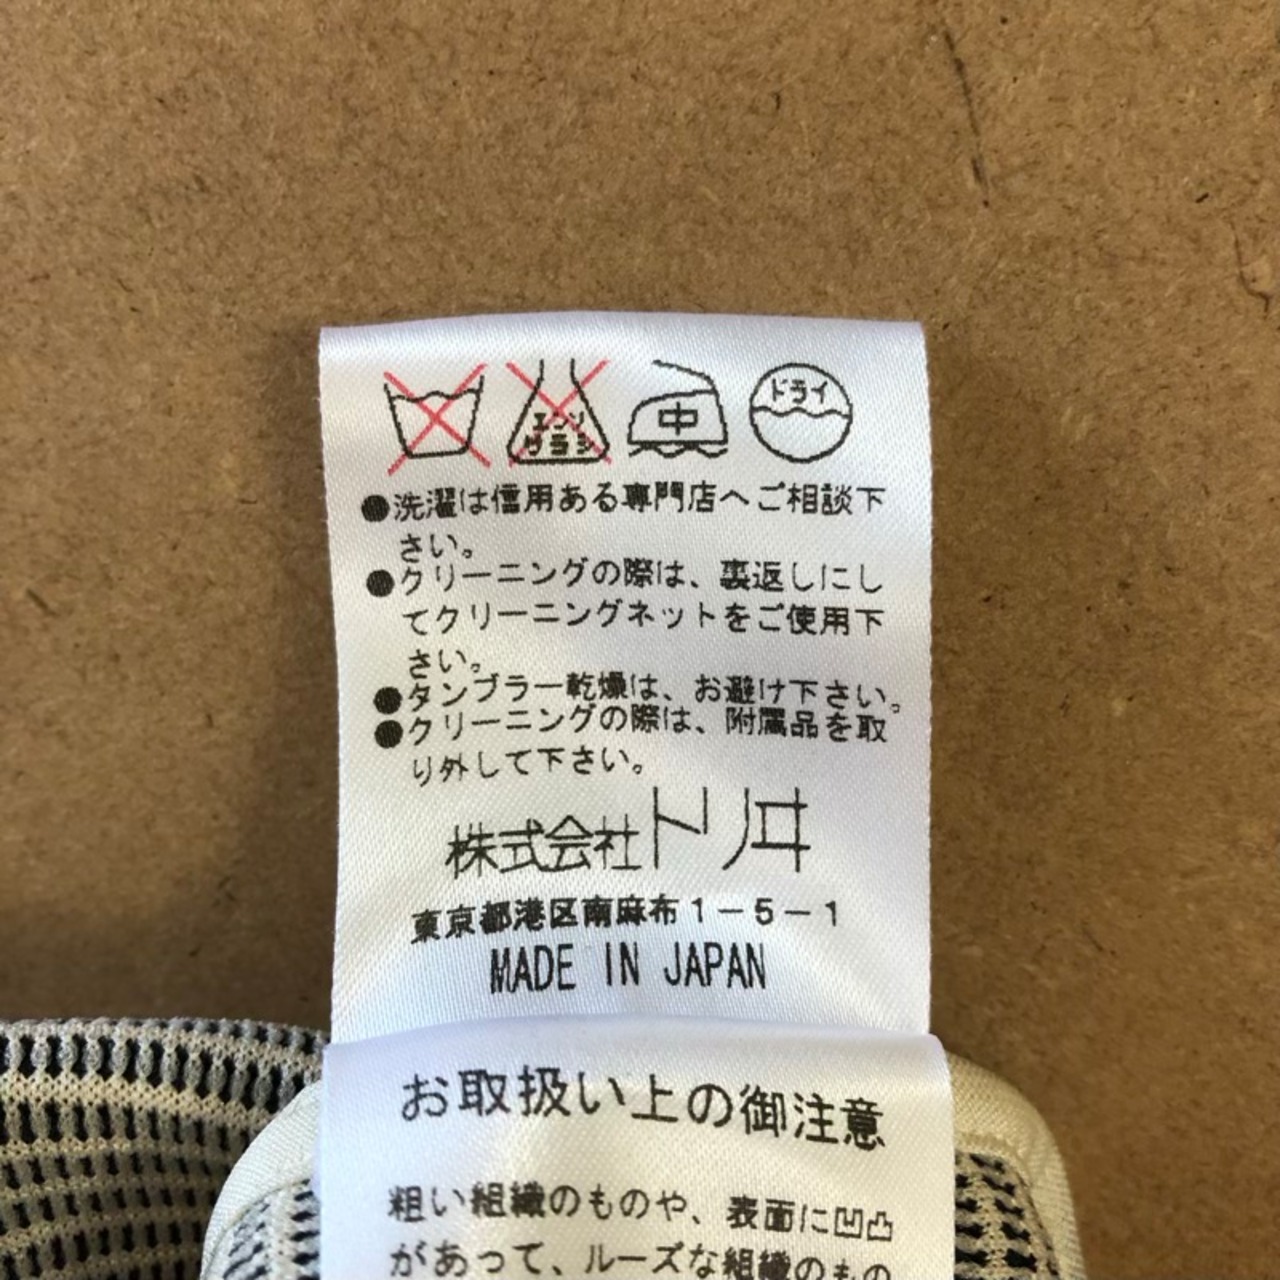 エンソ
サラシ
中
ドライ
●洗濯は信用ある専門店へご相談下
さい。
●クリーニングの際は、裏返しにし
てクリーニングネットをご使用下
さい。
●タンブラー乾燥は、お避け下さい。
●クリーニングの際は、附属品を取
り外して下さい。
株式会社トリヰ
東京都港区南麻布1-5-1
MADE IN JAPAN
お取扱い上の御注意
粗い組織のものや、表面に凹凸
があって、ルーズな組織のもの